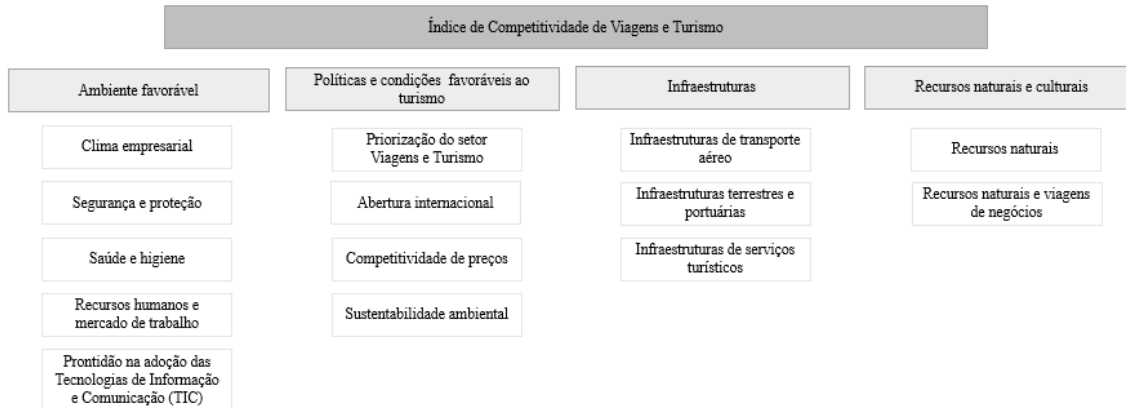 Índice de Competitividade de Viagens e Turismo
Ambiente favorável
Clima empresarial
Segurança e proteção
Saúde e higiene
Recursos humanos e
mercado de trabalho
Prontidão na adoção das
Tecnologias de Informação
e Comunicação (TIC)
Políticas e condições favoráveis ao
turismo
Priorização do setor
Viagens e Turismo
Abertura internacional
Competitividade de preços
Sustentabilidade ambiental
Infraestruturas
Infraestruturas de transporte
aéreo
Infraestruturas terrestres e
portuárias
Infraestruturas de serviços
turísticos
Recursos naturais e culturais
Recursos naturais
Recursos naturais e viagens
de negócios